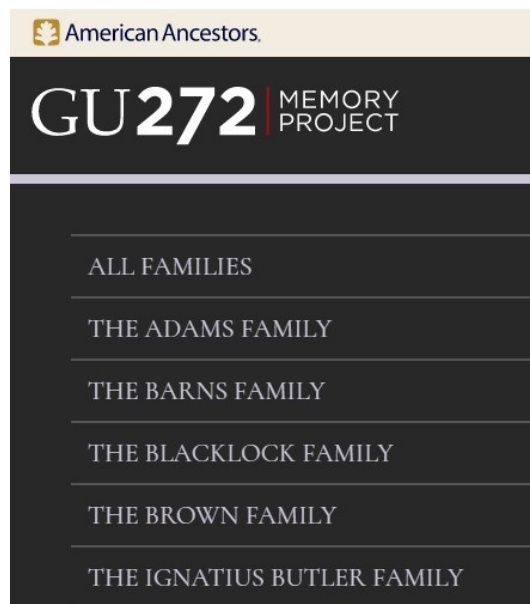 American Ancestors.
GU272 MEMORY
PROJECT
ALL FAMILIES
THE ADAMS FAMILY
THE BARNS FAMILY
THE BLACKLOCK FAMILY
THE BROWN FAMILY
THE IGNATIUS BUTLER FAMILY